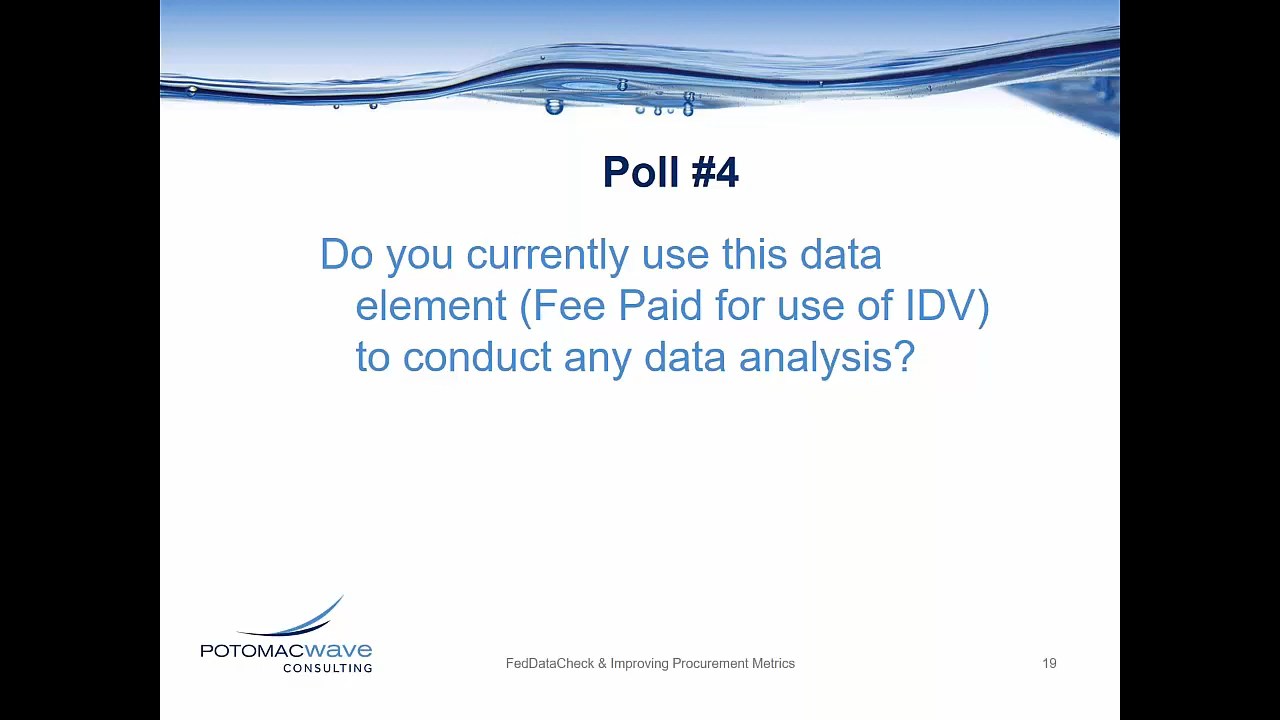 Poll #4
Do you currently use this data
element (Fee Paid for use of IDV)
to conduct any data analysis?
POTOMACWAVE
CONSULTING
FedDataCheck & Improving Procurement Metrics
19